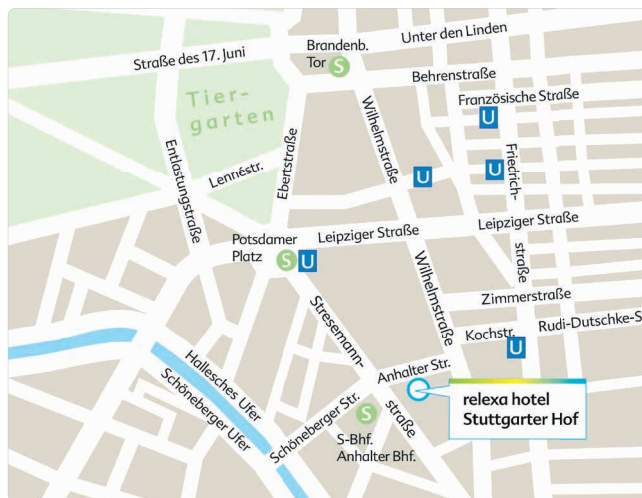 Unter den Linden
Brandenb.
Tor
S
Straße des 17. Juni
Behrenstraße
Französische Straße
Tier-
garten
U
Wilhelmstraße
Friedrich-
straße
U
U
Entlastungstraße
Lennéstr.
Ebertstraße
Leipziger Straße
Leipziger Straße
Potsdamer
Platz
S
U
Wilhelmstraße
Zimmerstraße
Stresemann-
straße
Kochstr.
Rudi-Dutschke-S
U
Hallesches Ufer
Schöneberger Ufer
Anhalter Str.
Schöneberger Str.
relexa hotel
Stuttgarter Hof
S
S-Bhf.
Anhalter Bhf.